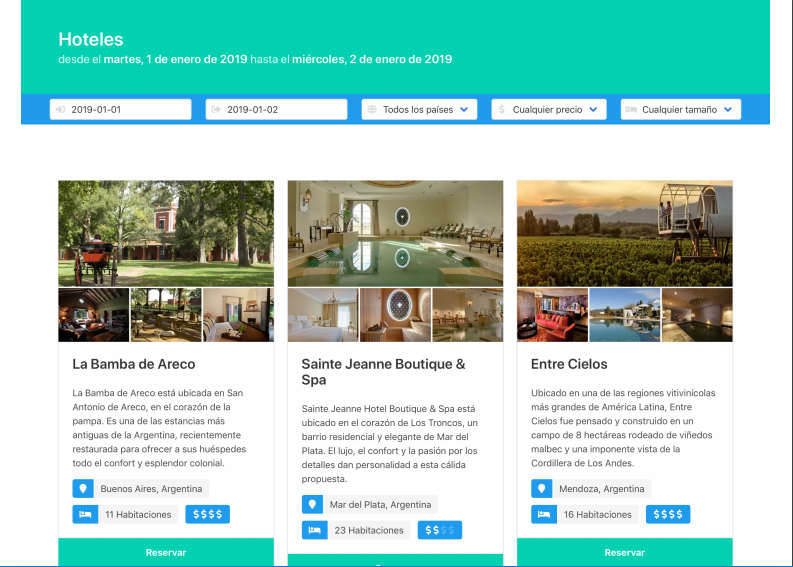 Hoteles
desde el martes, 1 de enero de 2019 hasta el miércoles, 2 de enero de 2019
2019-01-01
2019-01-02
Todos los países
$ Cualquier precio
Cualquier tamaño
La Bamba de Areco
La Bamba de Areco está ubicada en San
Antonio de Areco, en el corazón de la
pampa. Es una de las estancias más
antiguas de la Argentina, recientemente
restaurada para ofrecer a sus huéspedes
todo el confort y esplendor colonial.
Buenos Aires, Argentina
11 Habitaciones
$$$$
Reservar
Sainte Jeanne Boutique &
Spa
Sainte Jeanne Hotel Boutique & Spa está
ubicado en el corazón de Los Troncos, un
barrio residencial y elegante de Mar del
Plata. El lujo, el confort y la pasión por los
detalles dan personalidad a esta cálida
propuesta.
Mar del Plata, Argentina
23 Habitaciones
$$$$
Entre Cielos
Ubicado en una de las regiones vitivinícolas
más grandes de América Latina, Entre
Cielos fue pensado y construido en un
campo de 8 hectáreas rodeado de viñedos
malbec y una imponente vista de la
Cordillera de Los Andes.
Mendoza, Argentina
16 Habitaciones
$$$$
Reservar